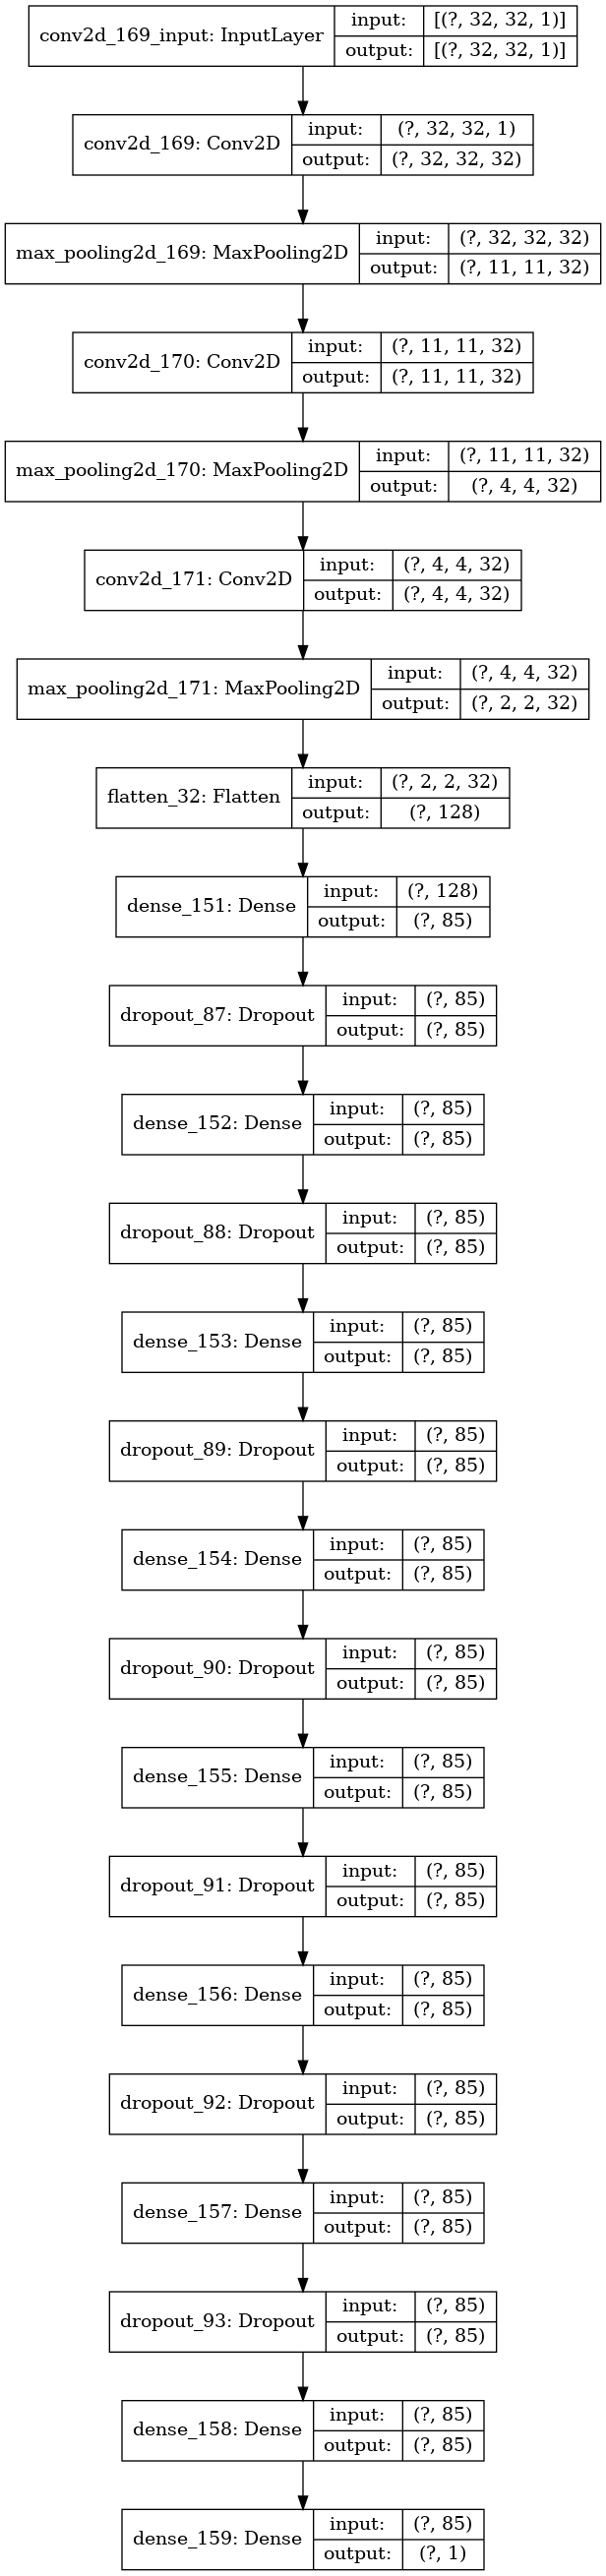 conv2d_169_input: InputLayer
input: [(?, 32, 32, 1)]
output: [(?, 32, 32, 1)]
conv2d_169: Conv2D
input: (?, 32, 32, 1)
output: (?, 32, 32, 32)
max_pooling2d_169: MaxPooling2D
input: (?, 32, 32, 32)
output: (?, 11, 11, 32)
conv2d_170: Conv2D
input: (?, 11, 11, 32)
output: (?, 11, 11, 32)
max_pooling2d_170: MaxPooling2D
input: (?, 11, 11, 32)
output: (?, 4, 4, 32)
conv2d_171: Conv2D
input: (?, 4, 4, 32)
output: (?, 4, 4, 32)
max_pooling2d_171: MaxPooling2D
input: (?, 4, 4, 32)
output: (?, 2, 2, 32)
flatten_32: Flatten
input: (?, 2, 2, 32)
output: (?, 128)
dense_151: Dense
input: (?, 128)
output: (?, 85)
dropout_87: Dropout
input: (?, 85)
output: (?, 85)
dense_152: Dense
input: (?, 85)
output: (?, 85)
dropout_88: Dropout
input: (?, 85)
output: (?, 85)
dense_153: Dense
input: (?, 85)
output: (?, 85)
dropout_89: Dropout
input: (?, 85)
output: (?, 85)
dense_154: Dense
input: (?, 85)
output: (?, 85)
dropout_90: Dropout
input: (?, 85)
output: (?, 85)
dense_155: Dense
input: (?, 85)
output: (?, 85)
dropout_91: Dropout
input: (?, 85)
output: (?, 85)
dense_156: Dense
input: (?, 85)
output: (?, 85)
dropout_92: Dropout
input: (?, 85)
output: (?, 85)
dense_157: Dense
input: (?, 85)
output: (?, 85)
dropout_93: Dropout
input: (?, 85)
output: (?, 85)
dense_158: Dense
input: (?, 85)
output: (?, 85)
dense_159: Dense
input: (?, 85)
output: (?, 1)